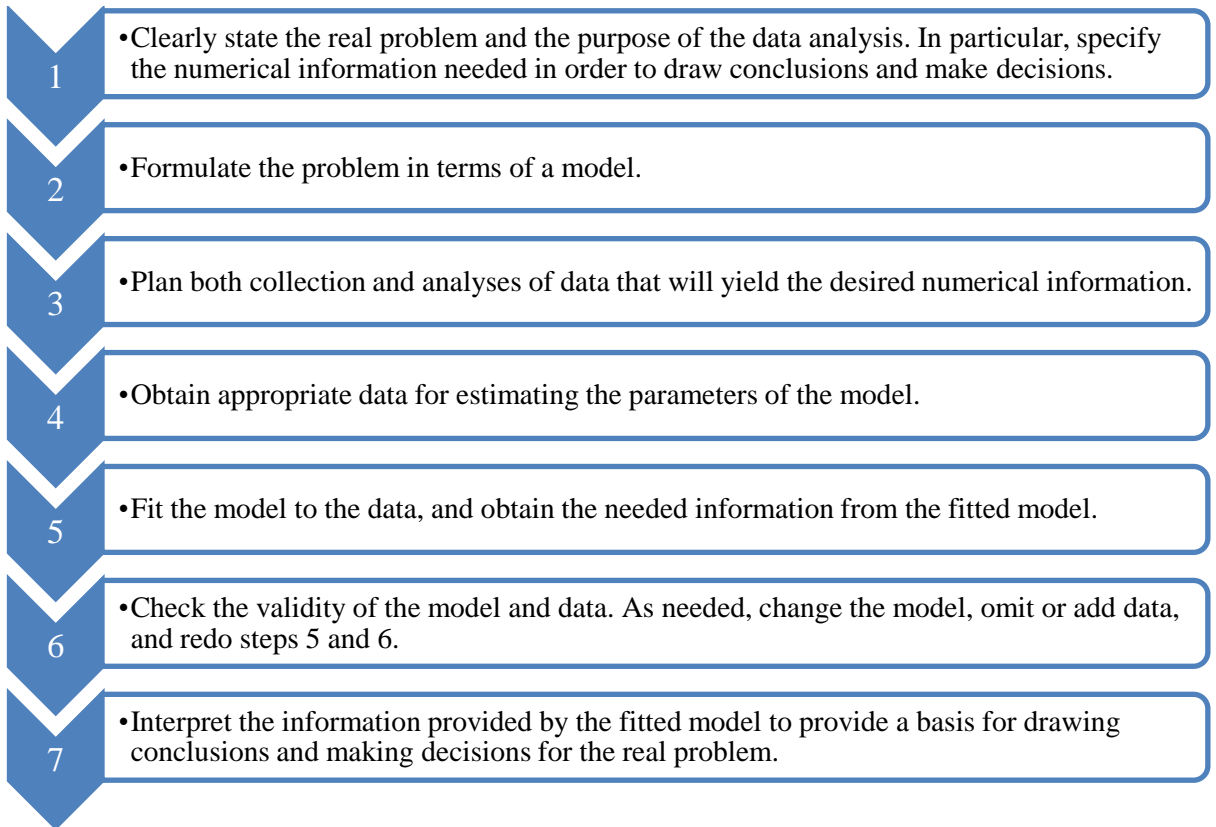 1
•Clearly state the real problem and the purpose of the data analysis. In particular, specify
the numerical information needed in order to draw conclusions and make decisions.
2
•Formulate the problem in terms of a model.
3
•Plan both collection and analyses of data that will yield the desired numerical information.
4
•Obtain appropriate data for estimating the parameters of the model.
5
•Fit the model to the data, and obtain the needed information from the fitted model.
6
•Check the validity of the model and data. As needed, change the model, omit or add data,
and redo steps 5 and 6.
7
•Interpret the information provided by the fitted model to provide a basis for drawing
conclusions and making decisions for the real problem.